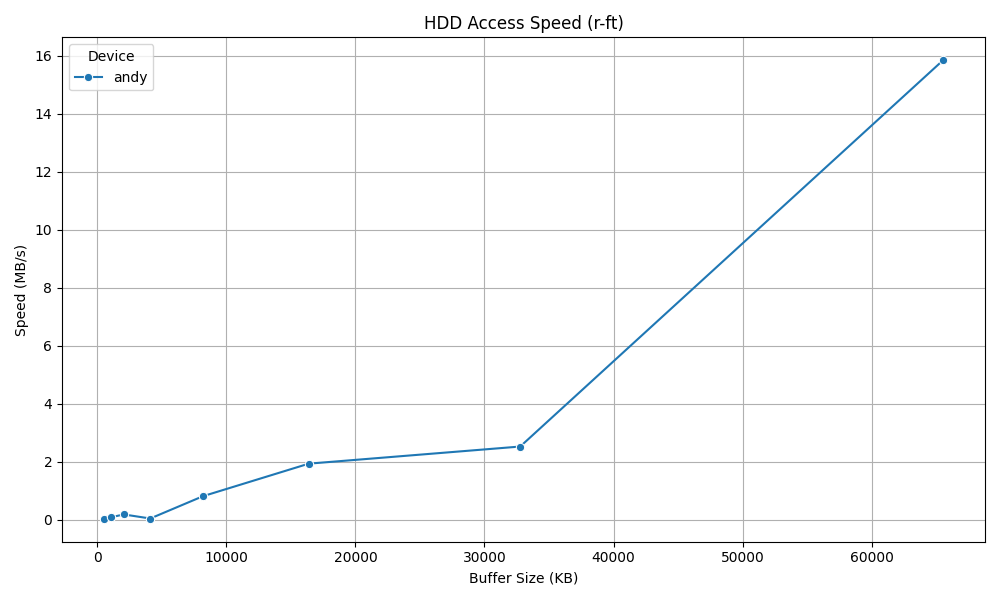 HDD Access Speed (r-ft)
Device
andy
16
14
12
10
8
6
4
2
0
Speed (MB/s)
0 10000 20000 30000 40000 50000 60000
Buffer Size (KB)